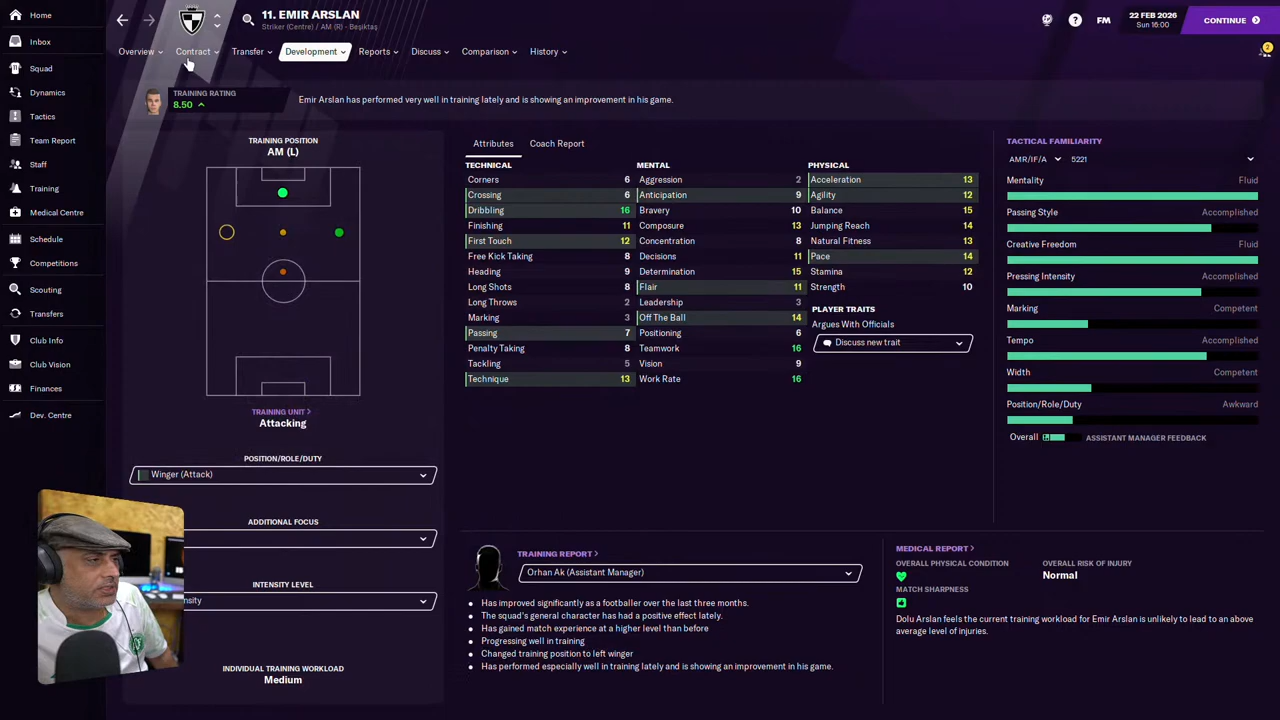 Home
Inbox
Squad
Dynamics
Tactics
Team Report
Staff
Training
Medical Centre
Schedule
Competitions
Scouting
Transfers
Club Info
Club Vision
Finances
Dev. Centre
11. EMIR ARSLAN
Striker (Centre) / AM (R) - Beşiktaş
FM
22 FEB 2026
Sun 16:00
CONTINUE
2
Overview
Contract
Transfer
Development
Reports
Discuss
Comparison
History
TRAINING RATING
8.50
Emir Arslan has performed very well in training lately and is showing an improvement in his game.
TRAINING POSITION
AM (L)
TRAINING UNIT >
Attacking
POSITION/ROLE/DUTY
Winger (Attack)
ADDITIONAL FOCUS
INTENSITY LEVEL
nsity
INDIVIDUAL TRAINING WORKLOAD
Medium
Attributes
Coach Report
TECHNICAL
Corners 6
Crossing 6
Dribbling 16
Finishing 11
First Touch 12
Free Kick Taking 8
Heading 9
Long Shots 8
Long Throws 2
Marking 3
Passing 7
Penalty Taking 8
Tackling 5
Technique 13
MENTAL
Aggression 2
Anticipation 9
Bravery 10
Composure 13
Concentration 8
Decisions 11
Determination 15
Flair 11
Leadership 3
Off The Ball 14
Positioning 6
Teamwork 16
Vision 9
Work Rate 16
PHYSICAL
Acceleration 13
Agility 12
Balance 15
Jumping Reach 14
Natural Fitness 13
Pace 14
Stamina 12
Strength 10
PLAYER TRAITS
Argues With Officials
Discuss new trait
TACTICAL FAMILIARITY
AMR/IF/A
5221
Mentality Fluid
Passing Style Accomplished
Creative Freedom Fluid
Pressing Intensity Accomplished
Marking Competent
Tempo Accomplished
Width Competent
Position/Role/Duty Awkward
Overall
ASSISTANT MANAGER FEEDBACK
TRAINING REPORT >
Orhan Ak (Assistant Manager)
Has improved significantly as a footballer over the last three months.
The squad's general character has had a positive effect lately.
Has gained match experience at a higher level than before
Progressing well in training
Changed training position to left winger
Has performed especially well in training lately and is showing an improvement in his game.
MEDICAL REPORT >
OVERALL PHYSICAL CONDITION
OVERALL RISK OF INJURY
Normal
MATCH SHARPNESS
Dolu Arslan feels the current training workload for Emir Arslan is unlikely to lead to an above
average level of injuries.